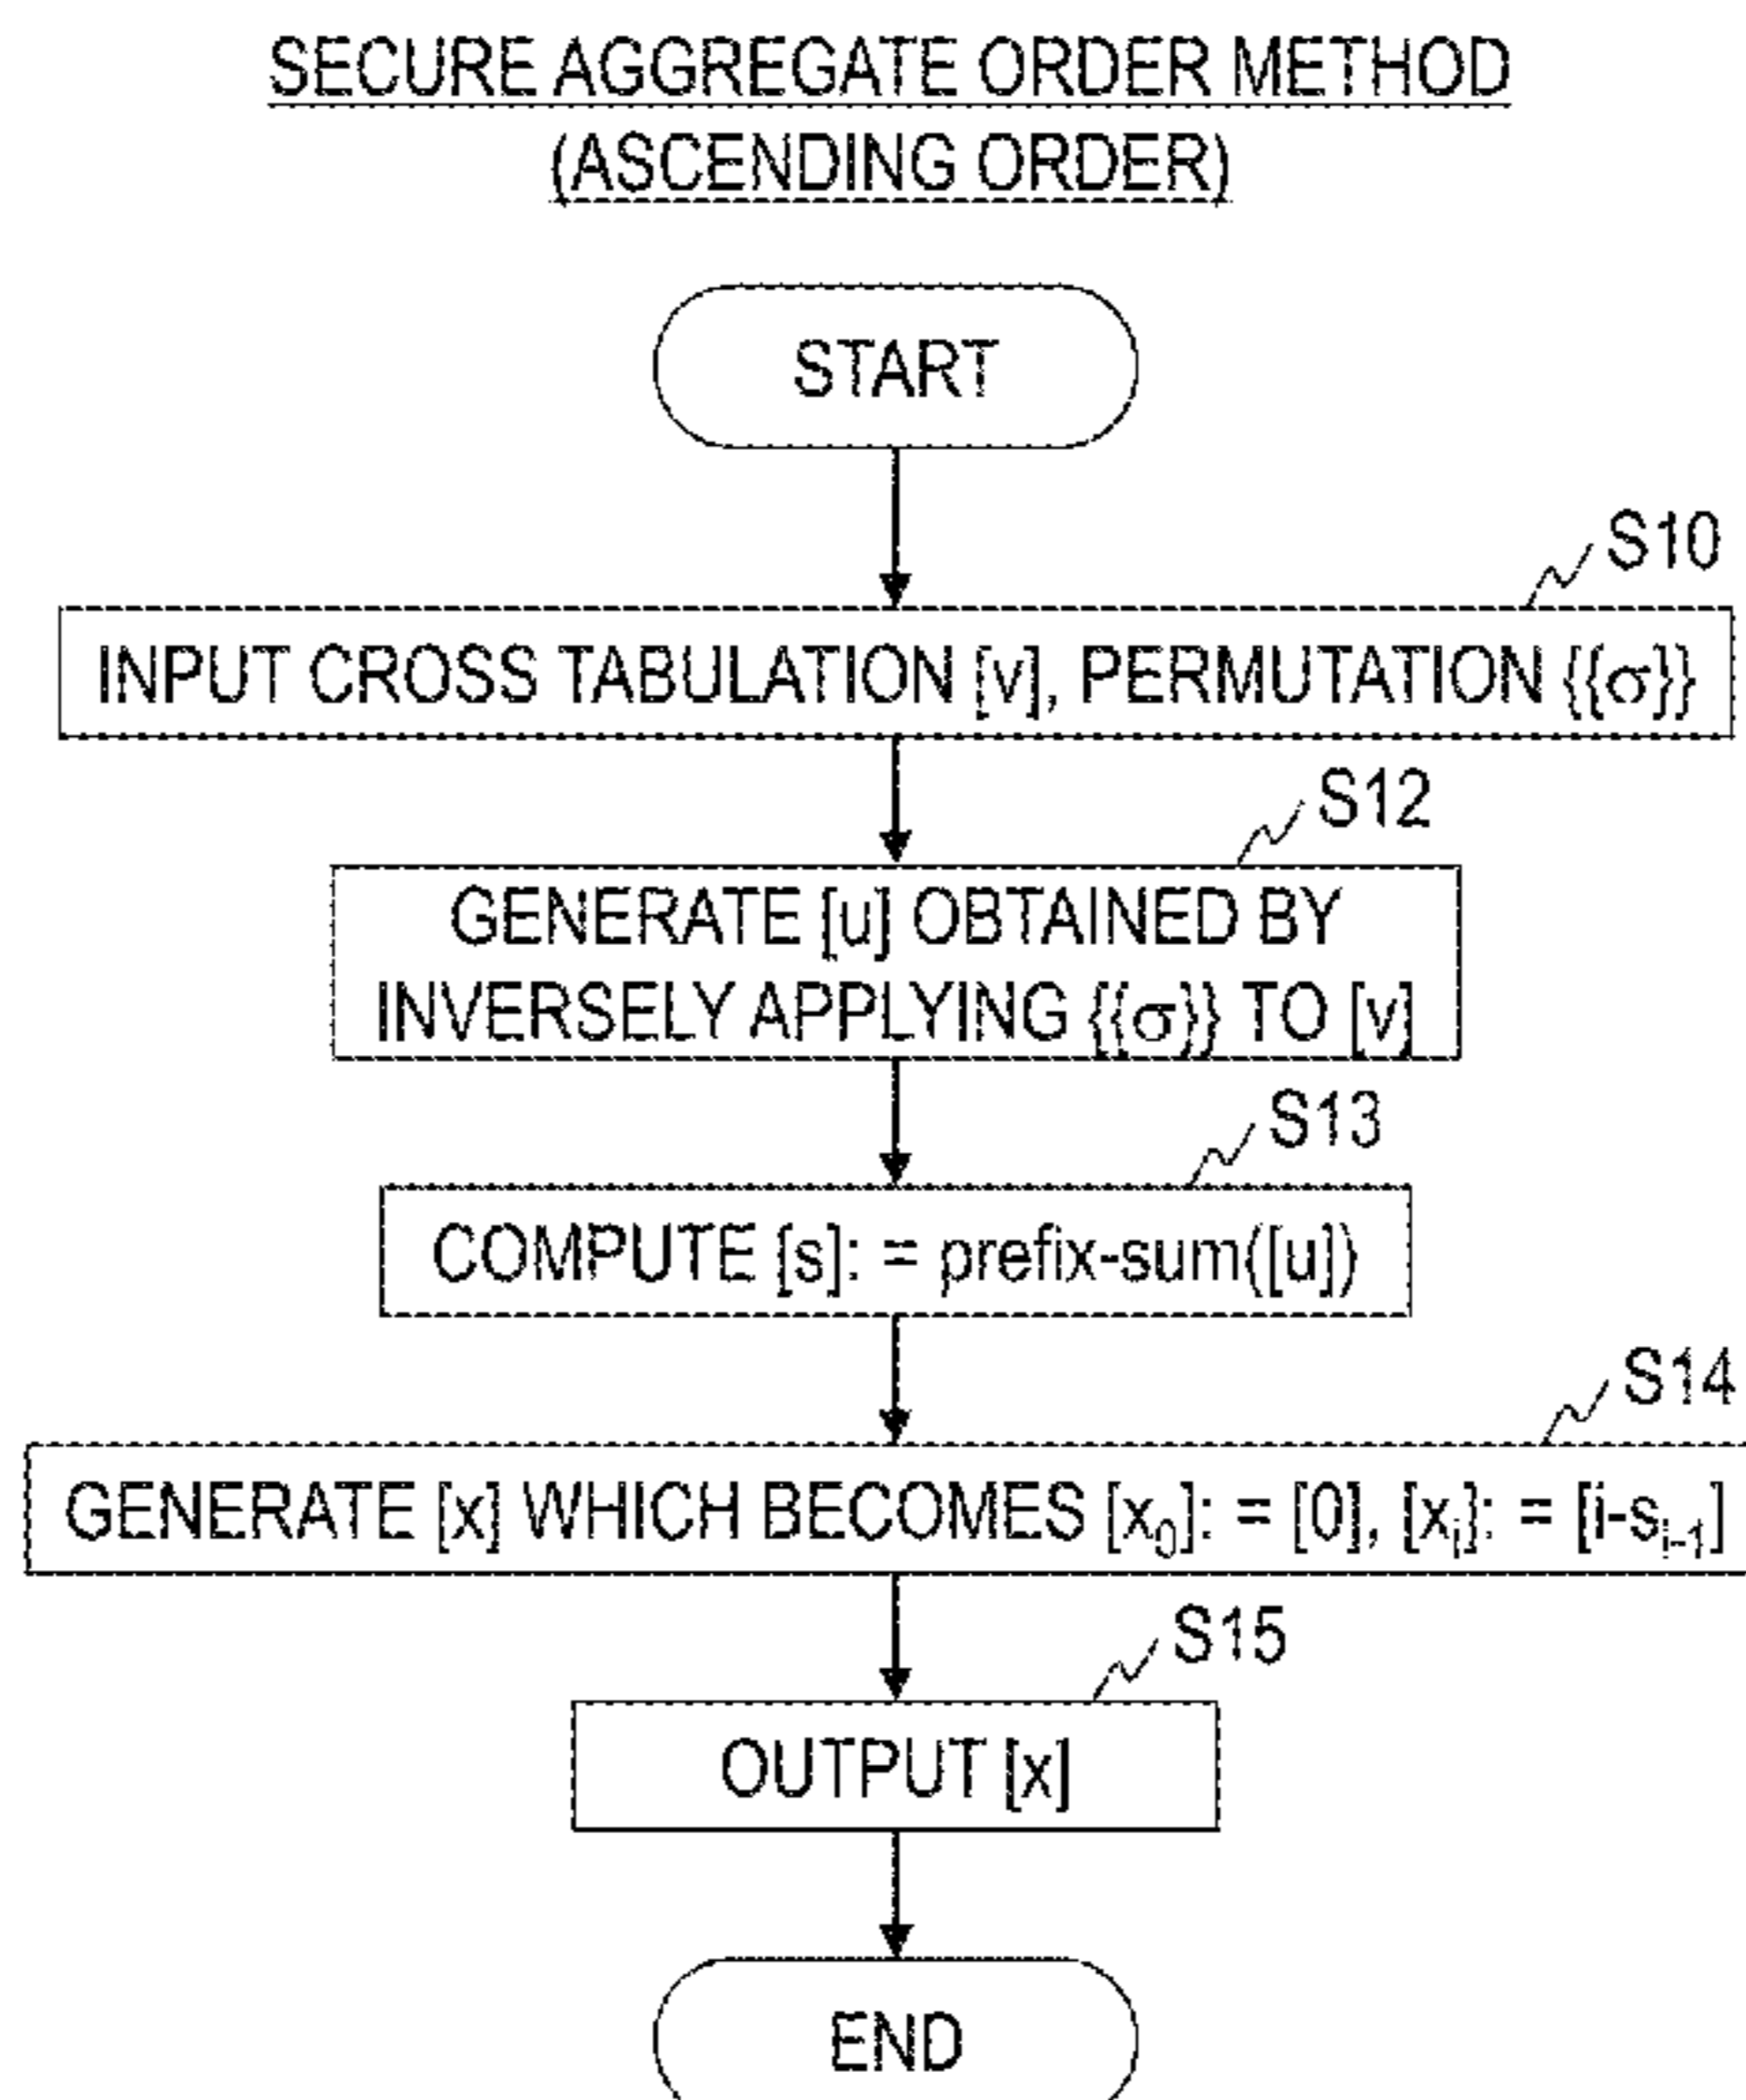 SECURE AGGREGATE ORDER METHOD
(ASCENDING ORDER)
START
S10
INPUT CROSS TABULATION [v], PERMUTATION {{σ}}
S12
GENERATE [u] OBTAINED BY
INVERSELY APPLYING {{σ}} TO [v]
S13
COMPUTE [s]: = prefix-sum([u])
S14
GENERATE [x] WHICH BECOMES [x₀]: = [0], [xᵢ]: = [i-sᵢ₋₁]
S15
OUTPUT [x]
END